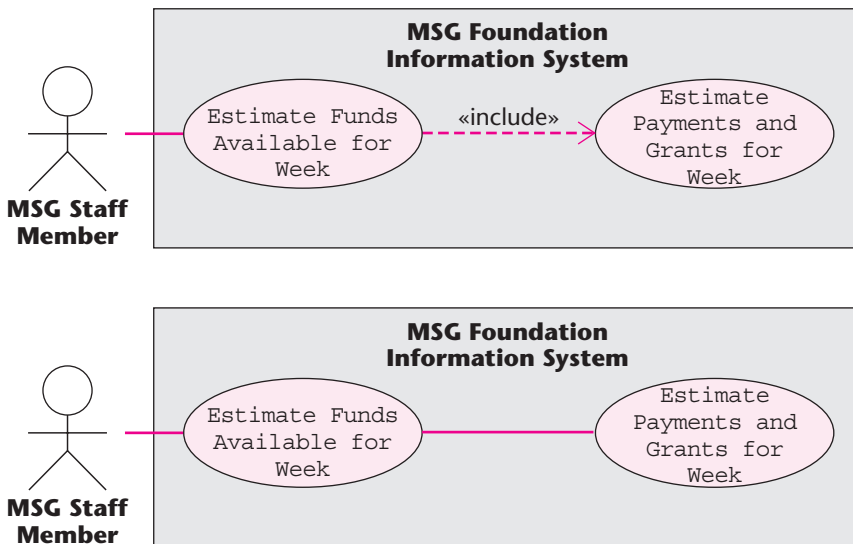 MSG Foundation
Information System
Estimate Funds
Available for
Week
«include»
Estimate
Payments and
Grants for
Week
MSG Staff
Member
MSG Foundation
Information System
Estimate Funds
Available for
Week
Estimate
Payments and
Grants for
Week
MSG Staff
Member